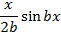 x/2b sin bx